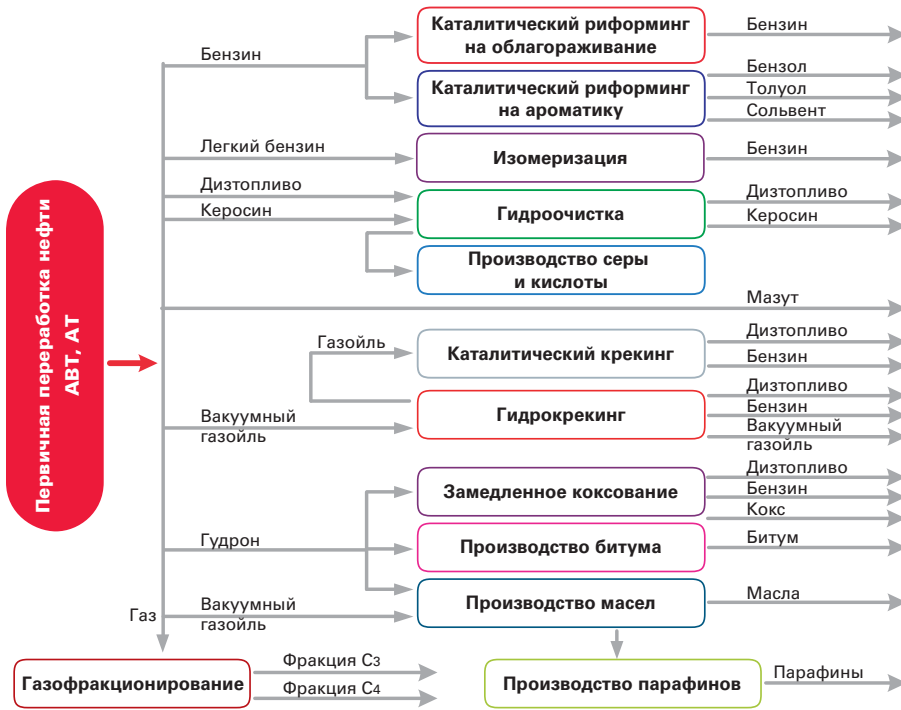 Первичная переработка нефти
АВТ, АТ
Бензин
Каталитический риформинг
на облагораживание
Бензин
Каталитический риформинг
на ароматику
Бензол
Толуол
Сольвент
Легкий бензин
Изомеризация
Бензин
Дизтопливо
Керосин
Гидроочистка
Дизтопливо
Керосин
Производство серы
и кислоты
Мазут
Газойль
Каталитический крекинг
Дизтопливо
Бензин
Вакуумный
газойль
Гидрокрекинг
Дизтопливо
Бензин
Вакуумный
газойль
Гудрон
Замедленное коксование
Дизтопливо
Бензин
Кокс
Производство битума
Битум
Вакуумный
газойль
Производство масел
Масла
Газ
Газофракционирование
Фракция С3
Фракция С4
Производство парафинов
Парафины